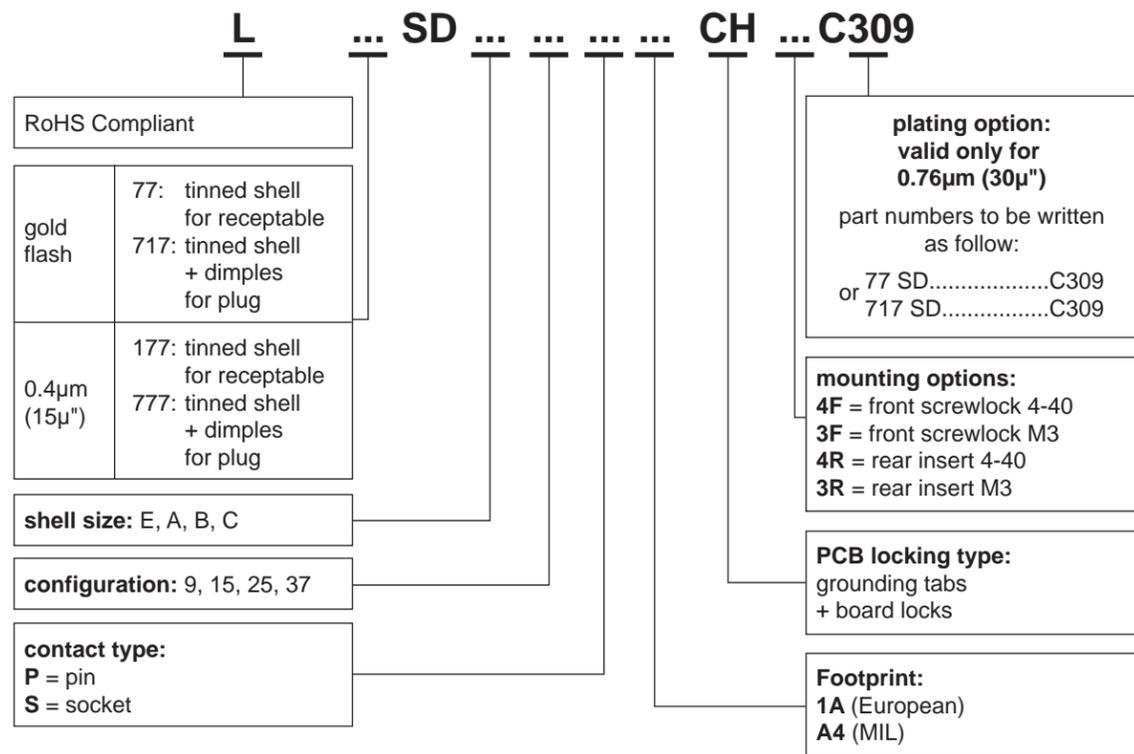 L ... SD ... ... ... ... CH ... C309
RoHS Compliant
gold
flash
77: tinned shell
for receptable
717: tinned shell
+ dimples
for plug
0.4µm
(15µ")
177: tinned shell
for receptable
777: tinned shell
+ dimples
for plug
shell size: E, A, B, C
configuration: 9, 15, 25, 37
contact type:
P = pin
S = socket
plating option:
valid only for
0.76µm (30µ")
part numbers to be written
as follow:
or 77 SD...................C309
717 SD.................C309
mounting options:
4F = front screwlock 4-40
3F = front screwlock M3
4R = rear insert 4-40
3R = rear insert M3
PCB locking type:
grounding tabs
+ board locks
Footprint:
1A (European)
A4 (MIL)